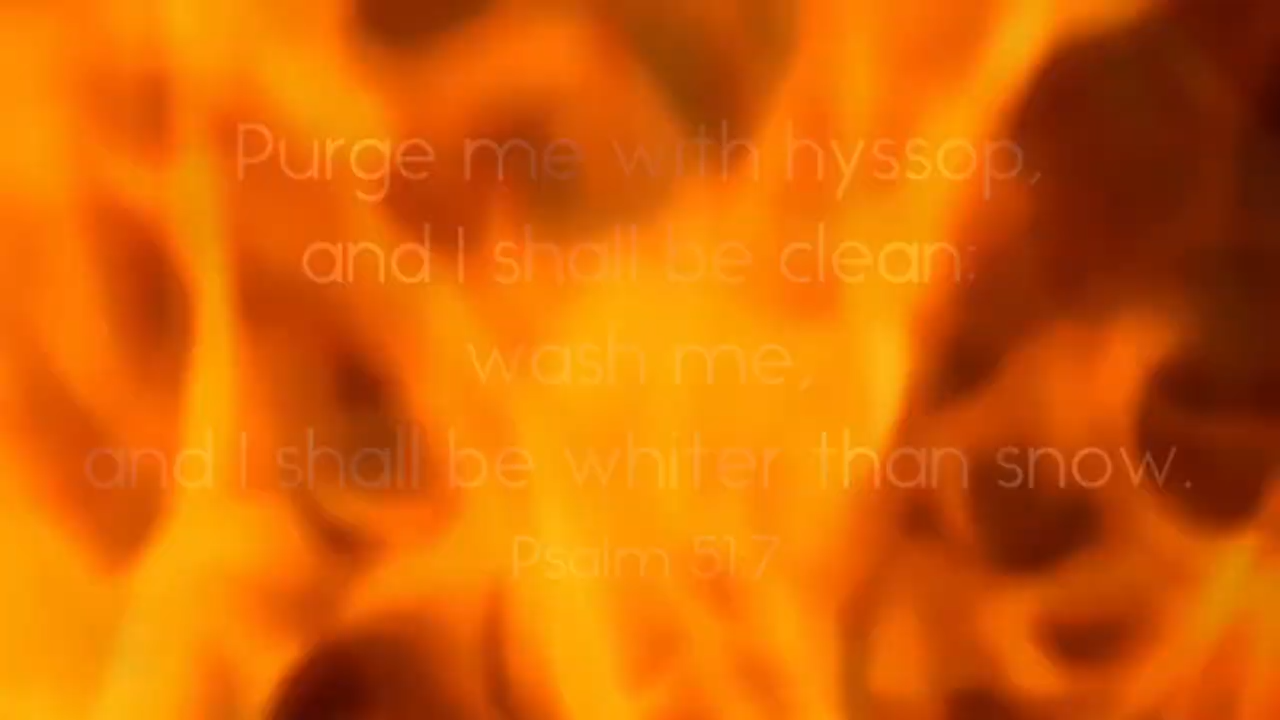 Purge me with hyssop,
and I shall be clean;
wash me,
and I shall be whiter than snow.
Psalm 51:7